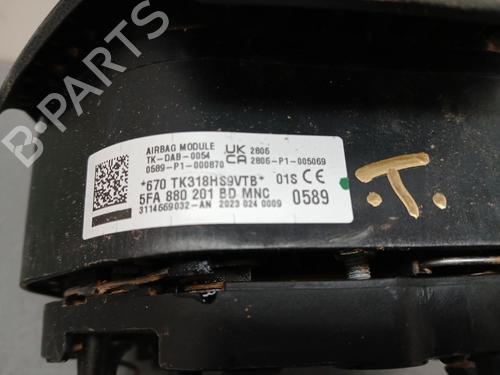 AIRBAG MODULE
TK-DAB-0054
0589-P1-000870
UK
CA
2806
2806-P1-005069
*670 TK318HS9VTB* 01S CE
5FA 880 201 BD MNC 0589
3114669032-AN 2023 024 0009
.T.
B-PARTS